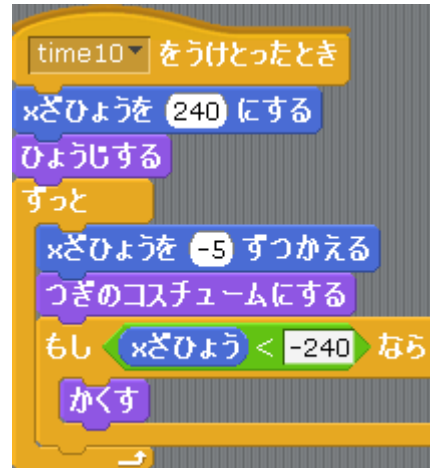 time10 をうけとったとき
xざひょうを 240 にする
ひょうじする
ずっと
xざひょうを -5 ずつかえる
つぎのコスチュームにする
もし xざひょう < -240 なら
かくす